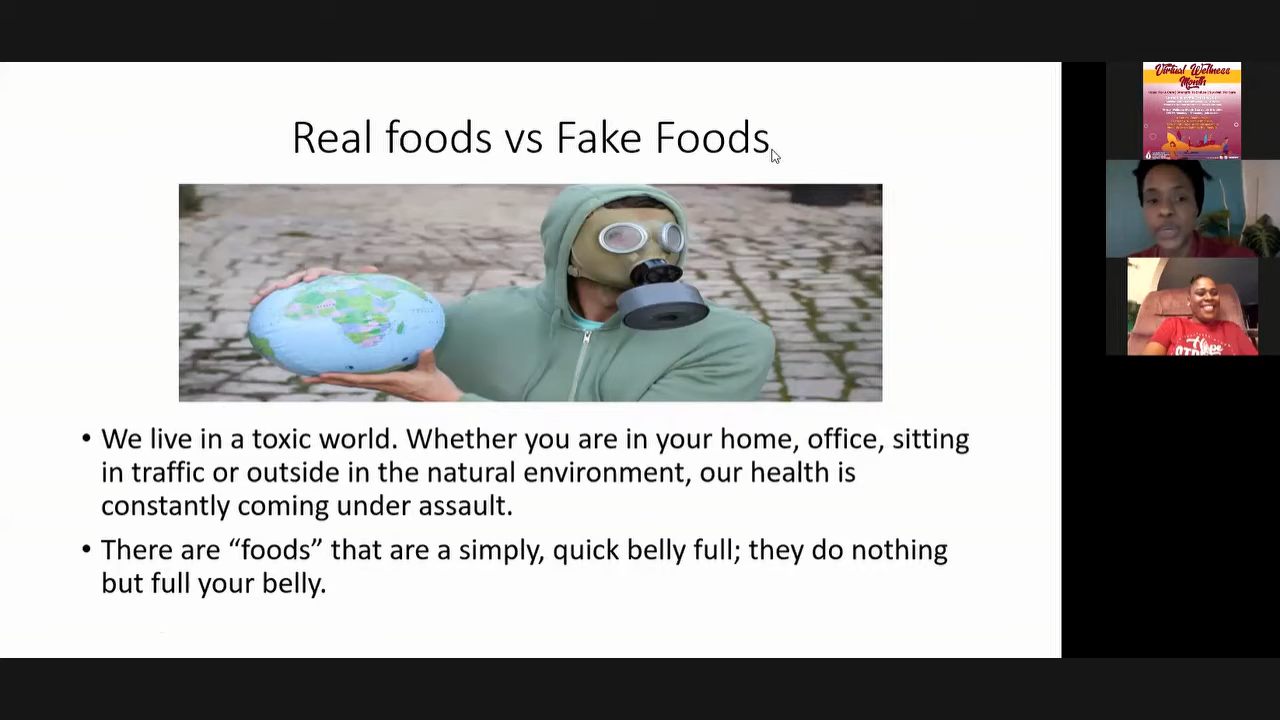 Real foods vs Fake Foods
We live in a toxic world. Whether you are in your home, office, sitting
in traffic or outside in the natural environment, our health is
constantly coming under assault.
There are “foods” that are a simply, quick belly full; they do nothing
but full your belly.
Virtual Wellness
Month
Hope